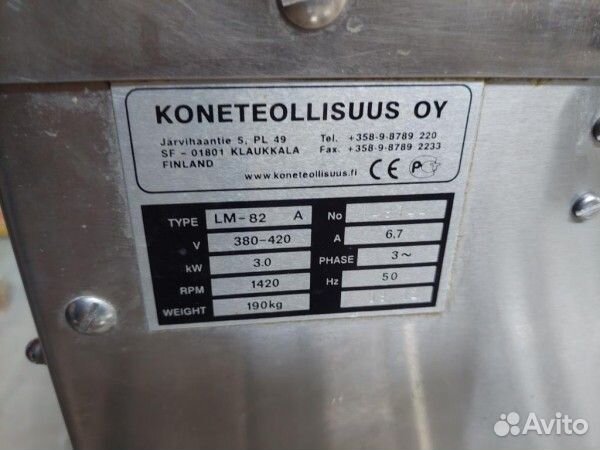 KONETEOLLISUUS OY
Järvihaantie 5, PL 49 Tel. +358-9-8789 220
SF - 01801 KLAUKKALA Fax. +358-9-8789 2233
FINLAND
www.koneteollisuus.fi CE
TYPE LM-82 A No
V 380-420 A 6,7
kW 3.0 PHASE 3~
RPM 1420 Hz 50
WEIGHT 190kg
Avito